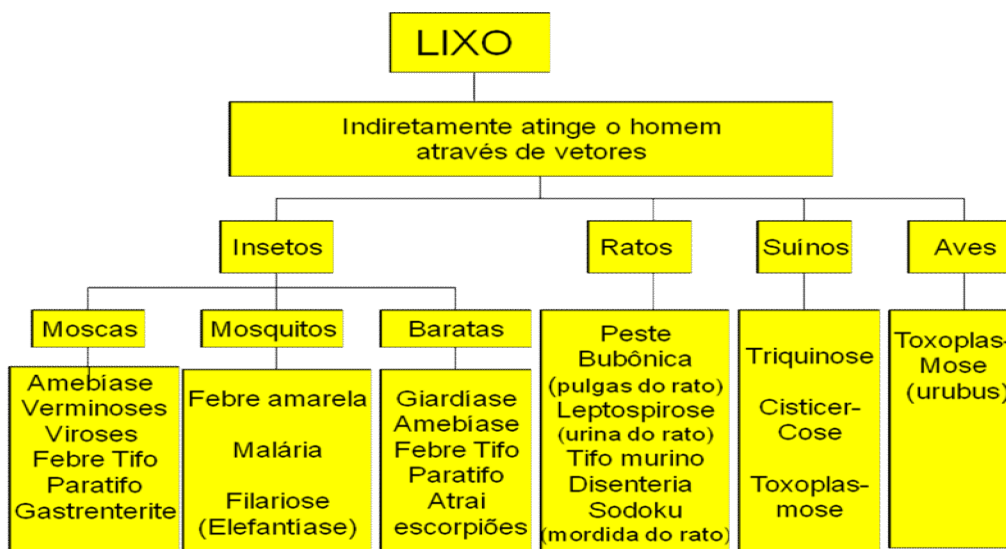 LIXO
Indiretamente atinge o homem
através de vetores
Insetos
Ratos
Suínos
Aves
Moscas
Mosquitos
Baratas
Amebíase
Verminoses
Viroses
Febre Tifo
Paratifo
Gastrenterite
Febre amarela
Malária
Filariose
(Elefantíase)
Giardíase
Amebíase
Febre Tifo
Paratifo
Atrai
escorpiões
Peste
Bubônica
(pulgas do rato)
Leptospirose
(urina do rato)
Tifo murino
Disenteria
Sodoku
(mordida do rato)
Triquinose
Cisticer-
Cose
Toxoplas-
mose
Toxoplas-
Mose
(urubus)